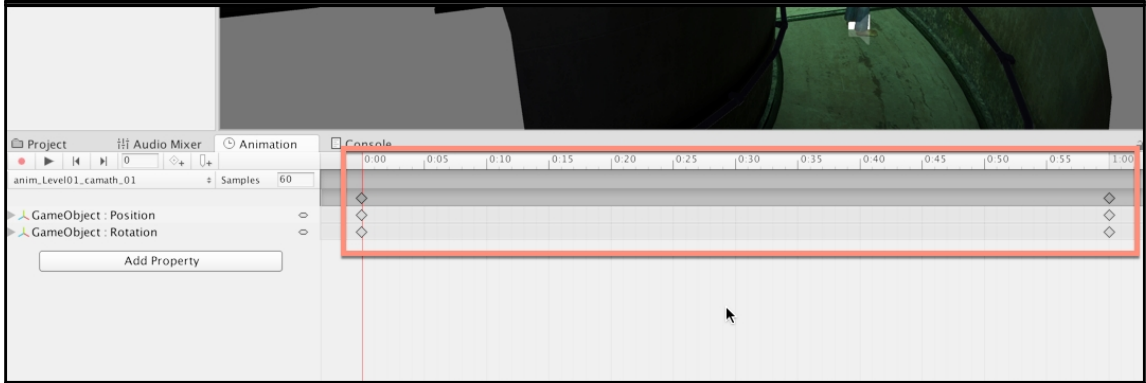 Project Audio Mixer Animation Console
0 0:00 0:05 0:10 0:15 0:20 0:25 0:30 0:35 0:40 0:45 0:50 0:55 1:00
anim_Level01_camath_01 Samples 60
GameObject : Position
GameObject : Rotation
Add Property